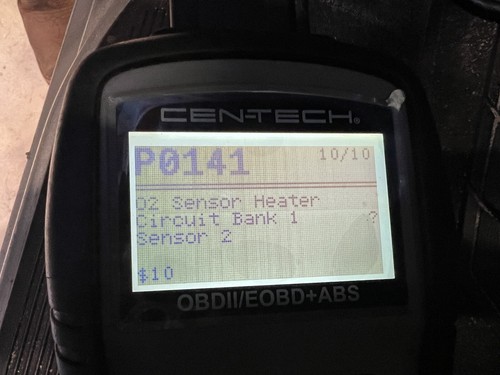 CEN-TECH®
P0141 10/10
O2 Sensor Heater
Circuit Bank 1 ?
Sensor 2
$10
OBDII/EOBD+ABS